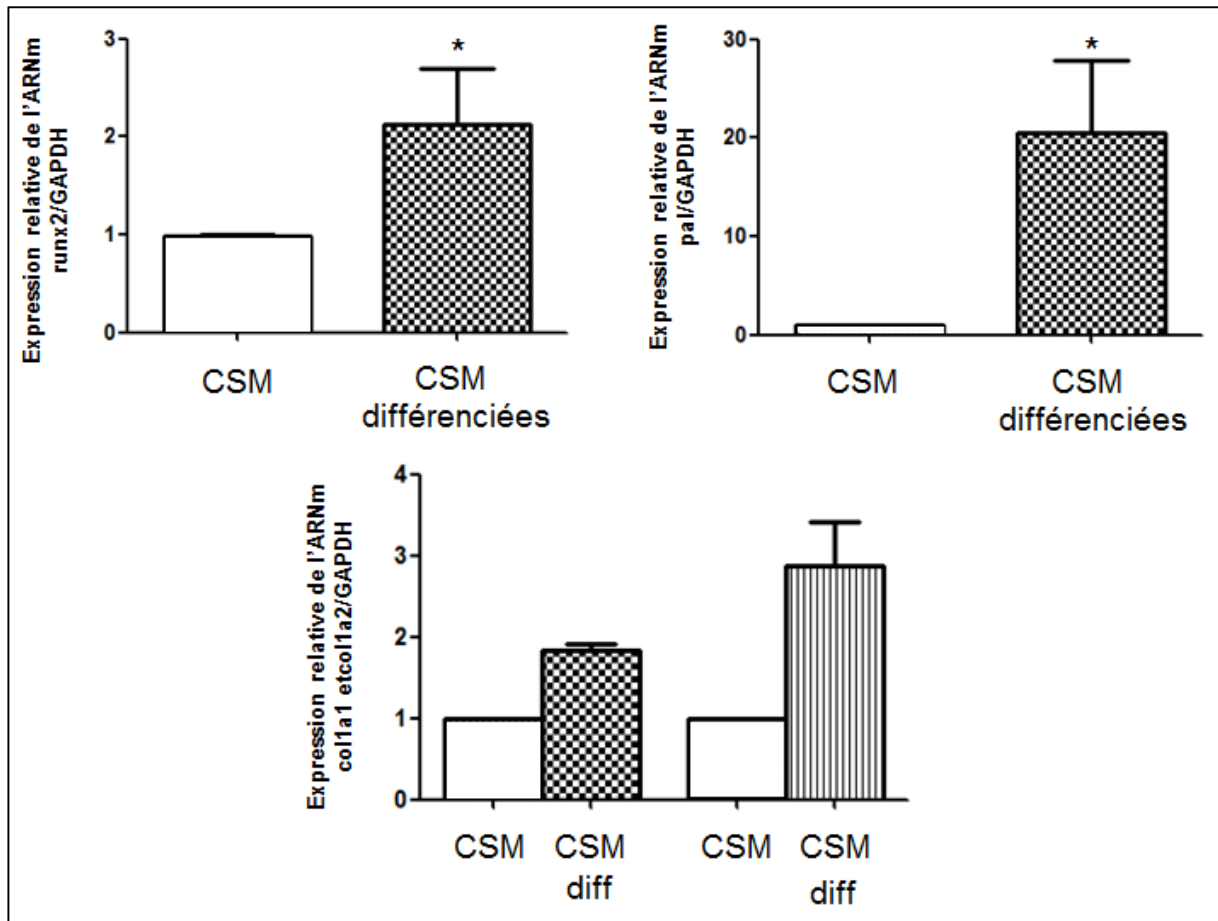 Expression relative de l'ARNm
runx2/GAPDH
3
2
1
0
*
CSM
CSM
différenciées
Expression relative de l'ARNm
pal/GAPDH
30
20
10
0
*
CSM
CSM
différenciées
Expression relative de l'ARNm
col1a1 etcol1a2/GAPDH
4
3
2
1
0
CSM
CSM
diff
CSM
CSM
diff